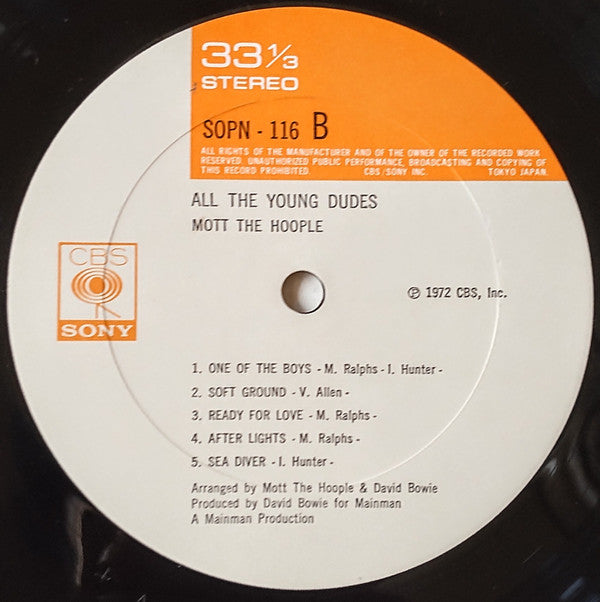 33 1/3
STEREO
SOPN - 116 B
ALL RIGHTS OF THE MANUFACTURER AND OF THE OWNER OF THE RECORDED WORK
RESERVED. UNAUTHORIZED PUBLIC PERFORMANCE, BROADCASTING AND COPYING OF
THIS RECORD PROHIBITED. CBS/SONY INC. TOKYO JAPAN.
ALL THE YOUNG DUDES
MOTT THE HOOPLE
CBS
SONY
℗ 1972 CBS, Inc.
1. ONE OF THE BOYS - M. Ralphs - I. Hunter -
2. SOFT GROUND - V. Allen -
3. READY FOR LOVE - M. Ralphs -
4. AFTER LIGHTS - M. Ralphs -
5. SEA DIVER - I. Hunter -
Arranged by Mott The Hoople & David Bowie
Produced by David Bowie for Mainman
A Mainman Production